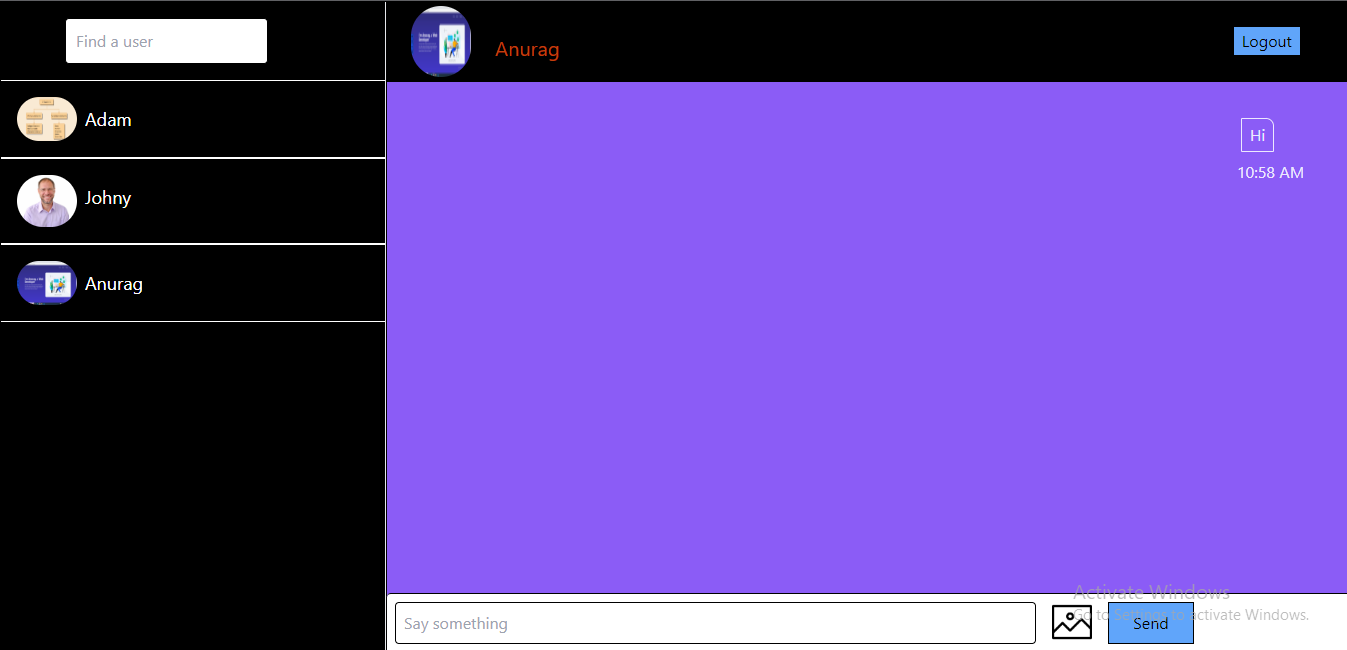 Find a user
Anurag
Logout
Adam
Johny
Anurag
Hi
10:58 AM
Activate Windows
Go to Settings to activate Windows.
Say something
Send